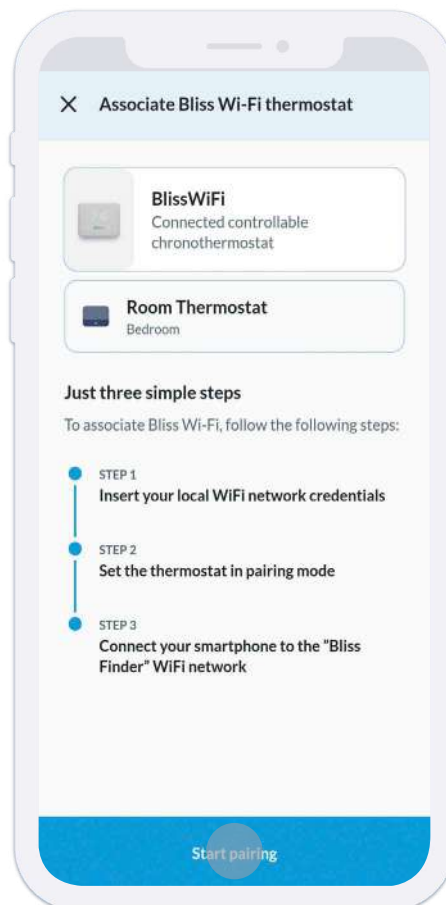 Associate Bliss Wi-Fi thermostat
BlissWiFi
Connected controllable
chronothermostat
Room Thermostat
Bedroom
Just three simple steps
To associate Bliss Wi-Fi, follow the following steps:
STEP 1
Insert your local WiFi network credentials
STEP 2
Set the thermostat in pairing mode
STEP 3
Connect your smartphone to the "Bliss
Finder" WiFi network
Start pairing